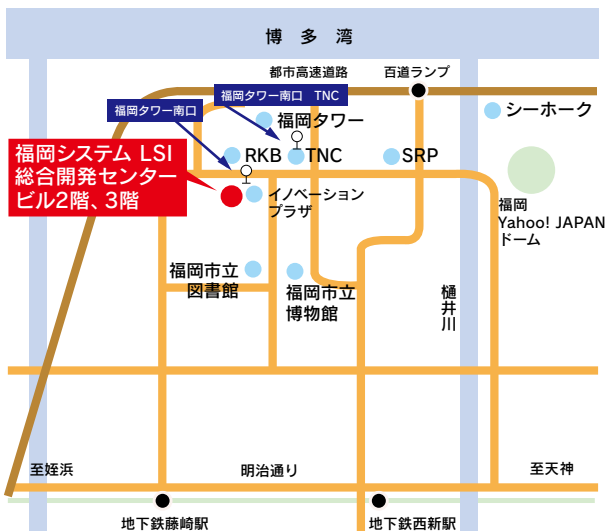 博多湾
都市高速道路
百道ランプ
福岡タワー南口 TNC
福岡タワー南口
シーホーク
福岡タワー
福岡システム LSI
総合開発センター
ビル2階、3階
RKB
TNC
SRP
イノベーション
プラザ
福岡
Yahoo! JAPAN
ドーム
福岡市立
図書館
福岡市立
博物館
樋井川
至姪浜
明治通り
至天神
地下鉄藤崎駅
地下鉄西新駅